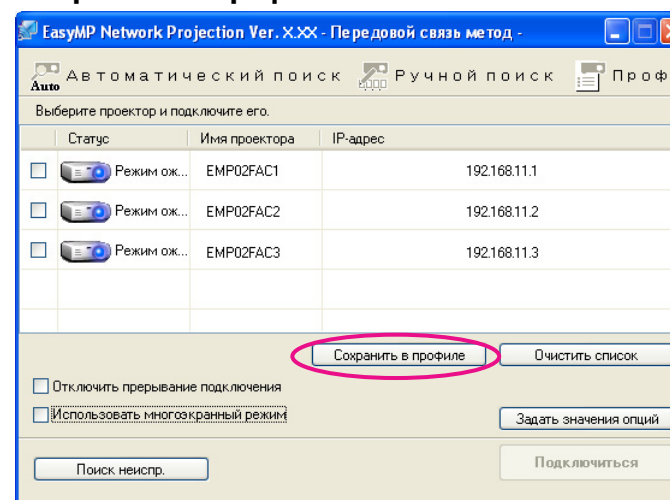 EasyMP Network Projection Ver. X.XX - Передовой связь метод -
Auto Автоматический поиск Ручной поиск Проф
Выберите проектор и подключите его.
Статус Имя проектора IP-адрес
Режим ож... EMP02FAC1 192.168.11.1
Режим ож... EMP02FAC2 192.168.11.2
Режим ож... EMP02FAC3 192.168.11.3
Сохранить в профиле Очистить список
Отключить прерывание подключения
Использовать многоэкранный режим Задать значения опций
Поиск неиспр. Подключиться